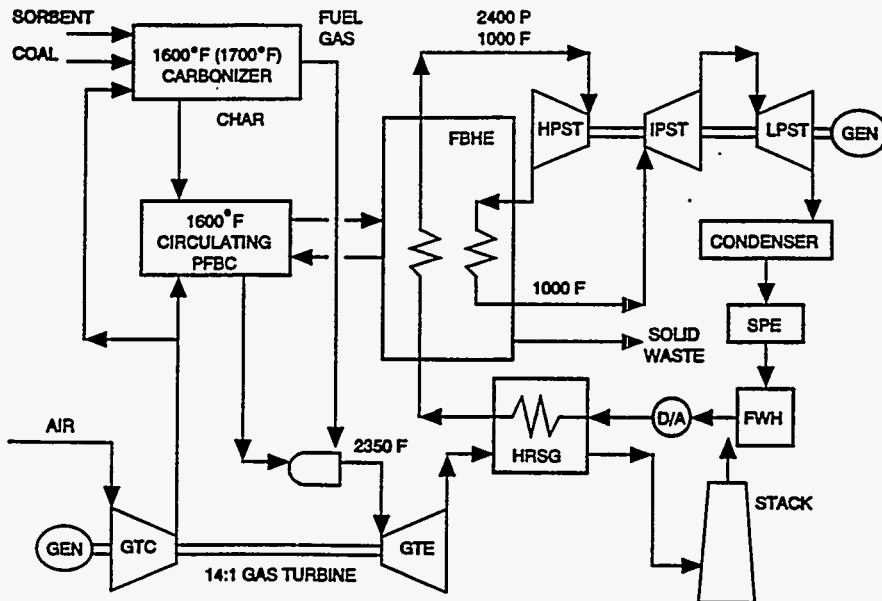 SORBENT
COAL
1600°F (1700°F)
CARBONIZER
FUEL
GAS
CHAR
2400 P
1000 F
HPST
IPST
LPST
GEN
FBHE
1600°F
CIRCULATING
PFBC
1000 F
CONDENSER
SPE
SOLID
WASTE
FWH
D/A
HRSG
AIR
2350 F
STACK
GEN
GTC
GTE
14:1 GAS TURBINE